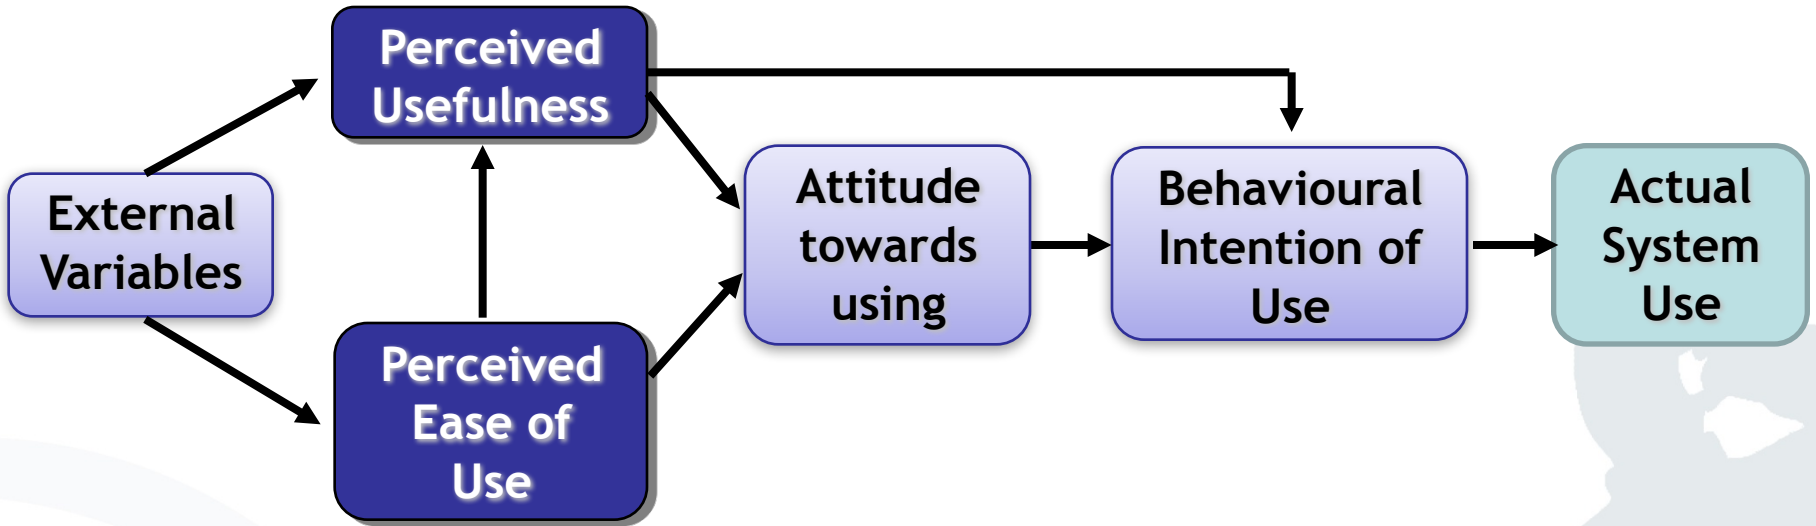 Perceived
Usefulness
External
Variables
Perceived
Ease of
Use
Attitude
towards
using
Behavioural
Intention of
Use
Actual
System
Use